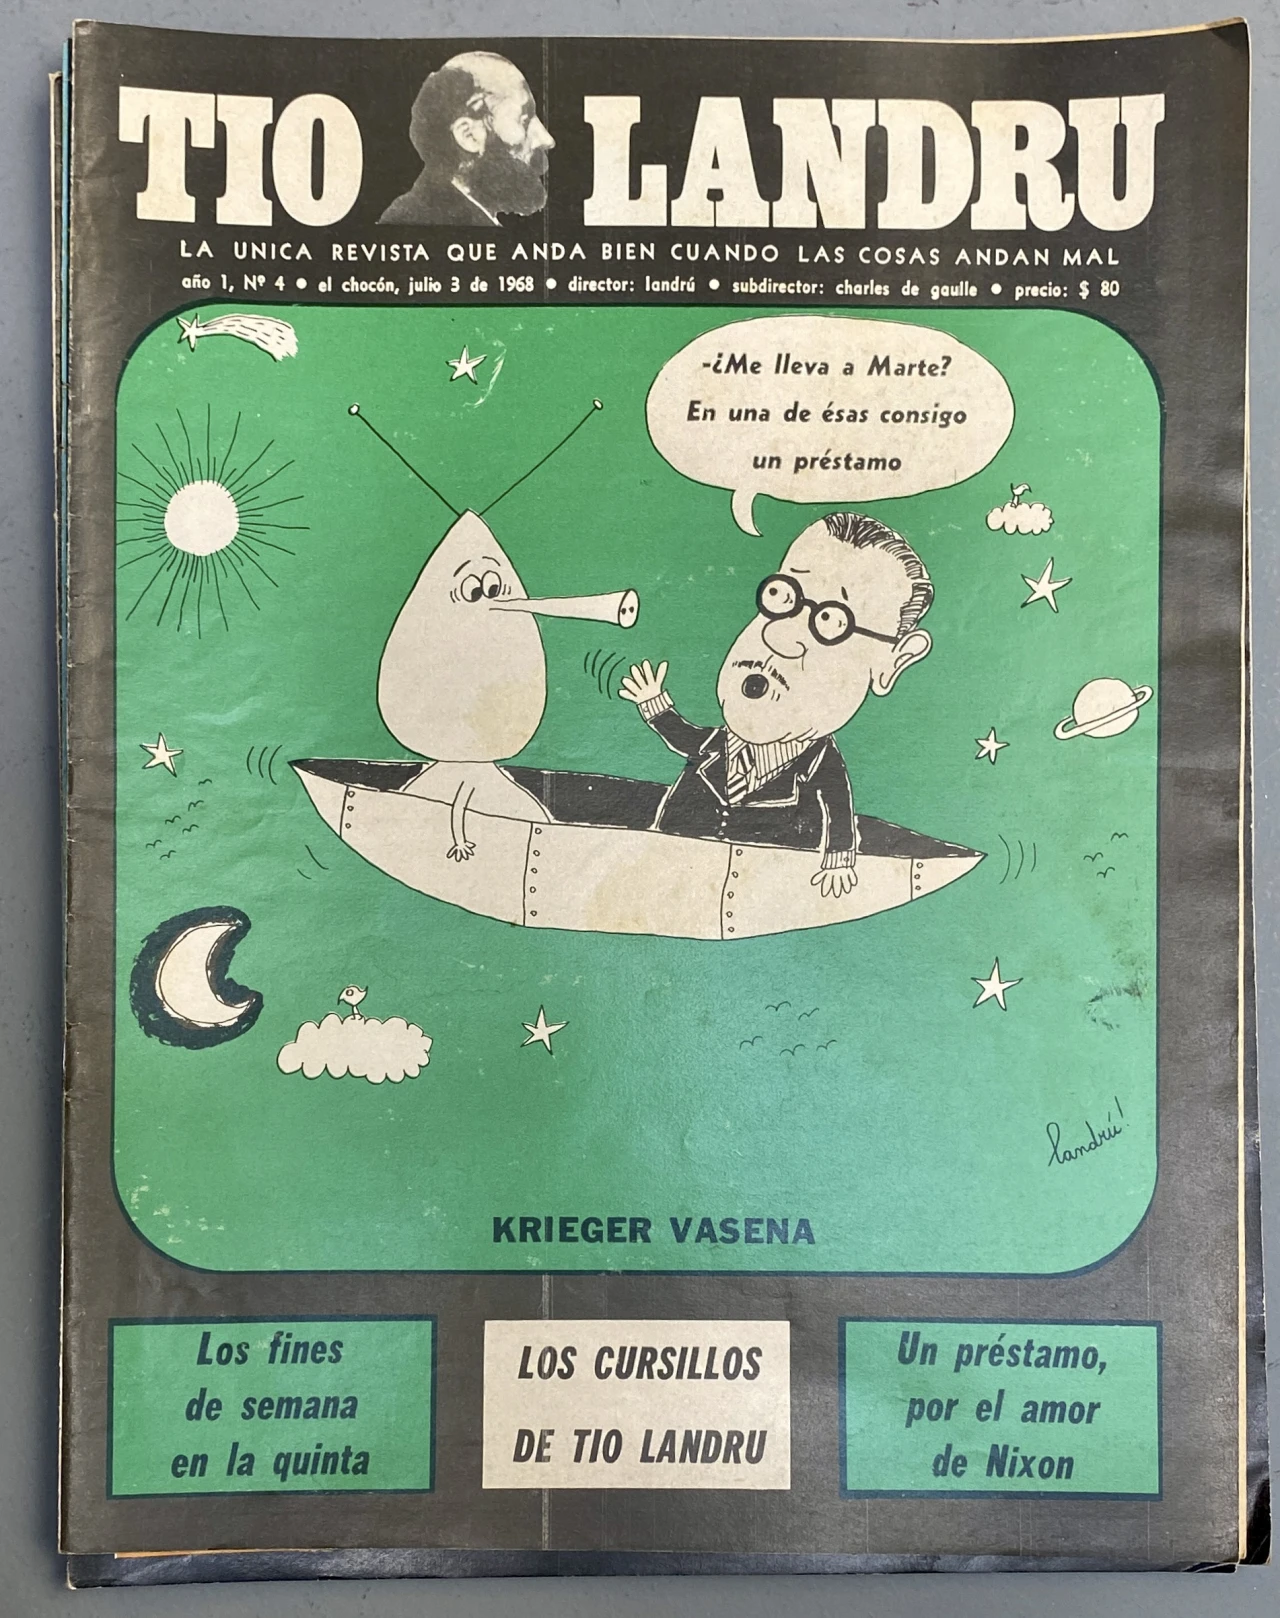 TIO LANDRU
LA UNICA REVISTA QUE ANDA BIEN CUANDO LAS COSAS ANDAN MAL
año 1, Nº 4 • el chocón, julio 3 de 1968 • director: landrú • subdirector: charles de gaulle • precio: $ 80
-¿Me lleva a Marte?
En una de ésas consigo
un préstamo
landrú!
KRIEGER VASENA
Los fines
de semana
en la quinta
LOS CURSILLOS
DE TIO LANDRU
Un préstamo,
por el amor
de Nixon